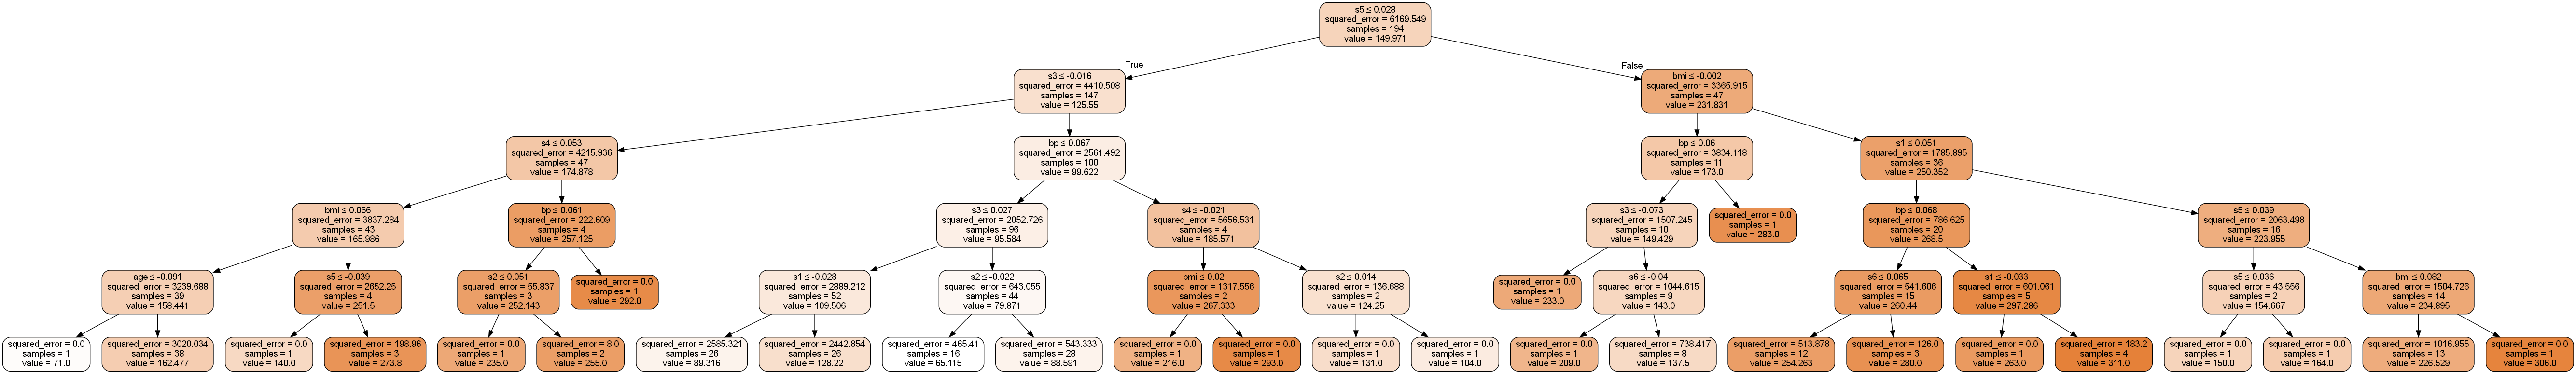 s5 ≤ 0.028
squared_error = 6169.549
samples = 194
value = 149.971
True
False
s3 ≤ -0.016
squared_error = 4410.508
samples = 147
value = 125.55
bmi ≤ -0.002
squared_error = 3365.915
samples = 47
value = 231.831
s4 ≤ 0.053
squared_error = 4215.936
samples = 47
value = 174.878
bp ≤ 0.067
squared_error = 2561.492
samples = 100
value = 99.622
bp ≤ 0.06
squared_error = 3834.118
samples = 11
value = 173.0
s1 ≤ 0.051
squared_error = 1785.895
samples = 36
value = 250.352
bmi ≤ 0.066
squared_error = 3837.284
samples = 43
value = 165.986
bp ≤ 0.061
squared_error = 222.609
samples = 4
value = 257.125
s3 ≤ 0.027
squared_error = 2052.726
samples = 96
value = 95.584
s4 ≤ -0.021
squared_error = 5656.531
samples = 4
value = 185.571
s3 ≤ -0.073
squared_error = 1507.245
samples = 10
value = 149.429
squared_error = 0.0
samples = 1
value = 283.0
bp ≤ 0.068
squared_error = 786.625
samples = 20
value = 268.5
s5 ≤ 0.039
squared_error = 2063.498
samples = 16
value = 223.955
age ≤ -0.091
squared_error = 3239.688
samples = 39
value = 158.441
s5 ≤ -0.039
squared_error = 2652.25
samples = 4
value = 251.5
s2 ≤ 0.051
squared_error = 55.837
samples = 3
value = 252.143
squared_error = 0.0
samples = 1
value = 292.0
s1 ≤ -0.028
squared_error = 2889.212
samples = 52
value = 109.506
s2 ≤ -0.022
squared_error = 643.055
samples = 44
value = 79.871
bmi ≤ 0.02
squared_error = 1317.556
samples = 2
value = 267.333
s2 ≤ 0.014
squared_error = 136.688
samples = 2
value = 124.25
squared_error = 0.0
samples = 1
value = 233.0
s6 ≤ -0.04
squared_error = 1044.615
samples = 9
value = 143.0
s6 ≤ 0.065
squared_error = 541.606
samples = 15
value = 260.44
s1 ≤ -0.033
squared_error = 601.061
samples = 5
value = 297.286
s5 ≤ 0.036
squared_error = 43.556
samples = 2
value = 154.667
bmi ≤ 0.082
squared_error = 1504.726
samples = 14
value = 234.895
squared_error = 0.0
samples = 1
value = 71.0
squared_error = 3020.034
samples = 38
value = 162.477
squared_error = 0.0
samples = 1
value = 140.0
squared_error = 198.96
samples = 3
value = 273.8
squared_error = 0.0
samples = 1
value = 235.0
squared_error = 8.0
samples = 2
value = 255.0
squared_error = 2585.321
samples = 26
value = 89.316
squared_error = 2442.854
samples = 26
value = 128.22
squared_error = 465.41
samples = 16
value = 65.115
squared_error = 543.333
samples = 28
value = 88.591
squared_error = 0.0
samples = 1
value = 216.0
squared_error = 0.0
samples = 1
value = 293.0
squared_error = 0.0
samples = 1
value = 131.0
squared_error = 0.0
samples = 1
value = 104.0
squared_error = 0.0
samples = 1
value = 209.0
squared_error = 738.417
samples = 8
value = 137.5
squared_error = 513.878
samples = 12
value = 254.263
squared_error = 126.0
samples = 3
value = 280.0
squared_error = 0.0
samples = 1
value = 263.0
squared_error = 183.2
samples = 4
value = 311.0
squared_error = 0.0
samples = 1
value = 150.0
squared_error = 0.0
samples = 1
value = 164.0
squared_error = 1016.955
samples = 13
value = 226.529
squared_error = 0.0
samples = 1
value = 306.0